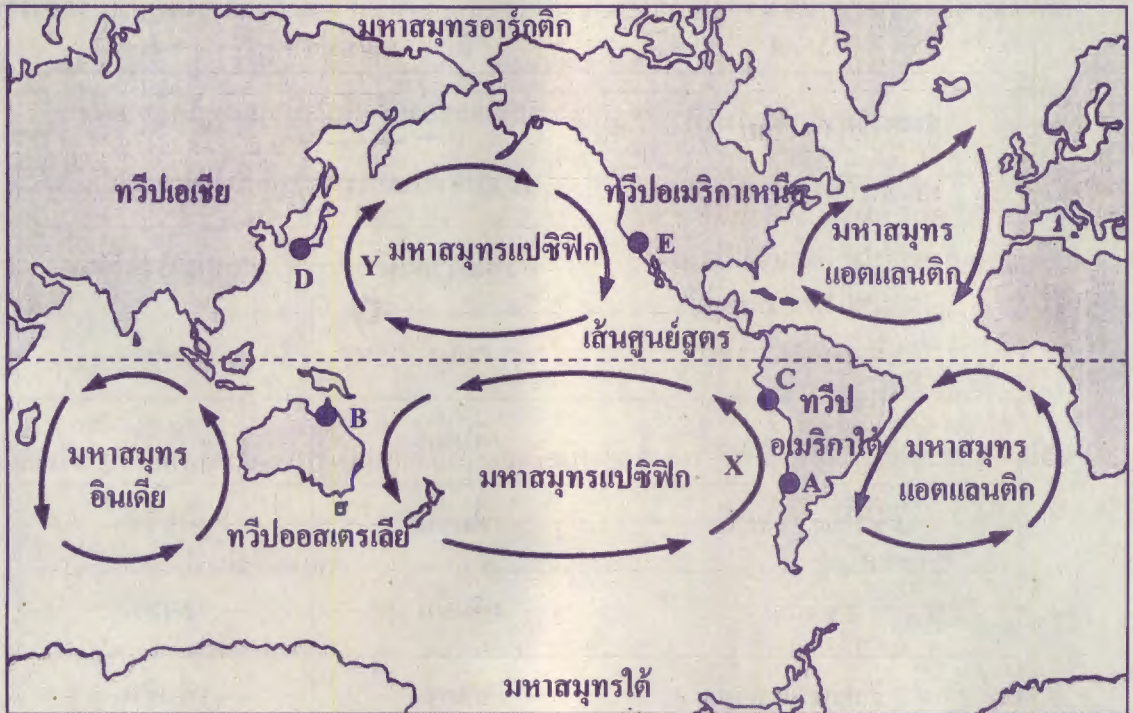 มหาสมุทรอาร์กติก
ทวีปเอเชีย
ทวีปอเมริกาเหนือ
มหาสมุทร
แอตแลนติก
E
D
Y
มหาสมุทรแปซิฟิก
เส้นศูนย์สูตร
C
ทวีป
อเมริกาใต้
B
มหาสมุทร
อินเดีย
มหาสมุทรแปซิฟิก
X
A
มหาสมุทร
แอตแลนติก
ทวีปออสเตรเลีย
มหาสมุทรใต้